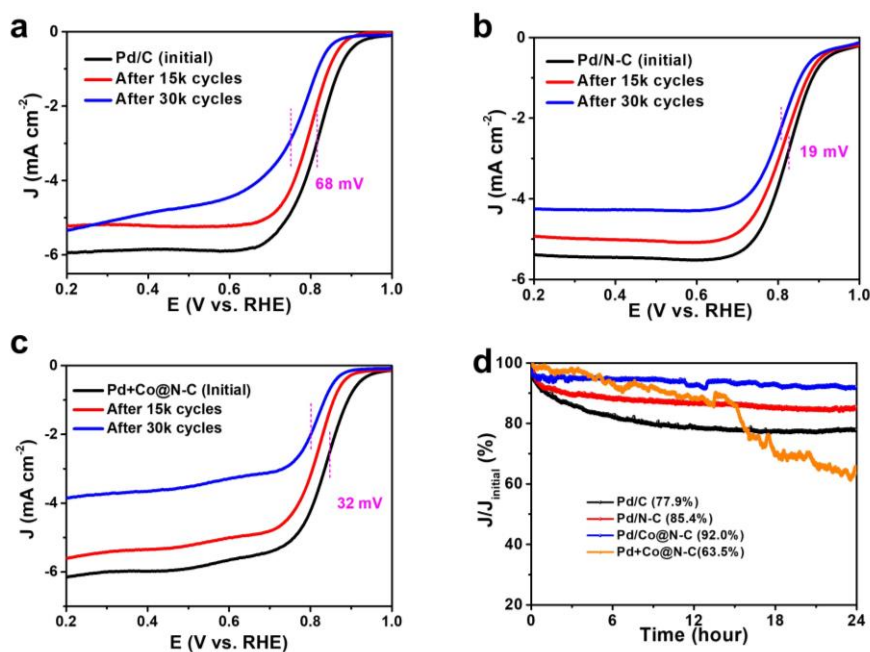 a
0
-2
-4
-6
J (mA cm⁻²)
Pd/C (initial)
After 15k cycles
After 30k cycles
68 mV
0.2 0.4 0.6 0.8 1.0
E (V vs. RHE)
b
0
-2
-4
-6
J (mA cm⁻²)
Pd/N-C (initial)
After 15k cycles
After 30k cycles
19 mV
0.2 0.4 0.6 0.8 1.0
E (V vs. RHE)
c
0
-2
-4
-6
J (mA cm⁻²)
Pd+Co@N-C (Initial)
After 15k cycles
After 30k cycles
32 mV
0.2 0.4 0.6 0.8 1.0
E (V vs. RHE)
d
100
80
60
40
20
J/Jinitial (%)
Pd/C (77.9%)
Pd/N-C (85.4%)
Pd/Co@N-C (92.0%)
Pd+Co@N-C(63.5%)
0 6 12 18 24
Time (hour)